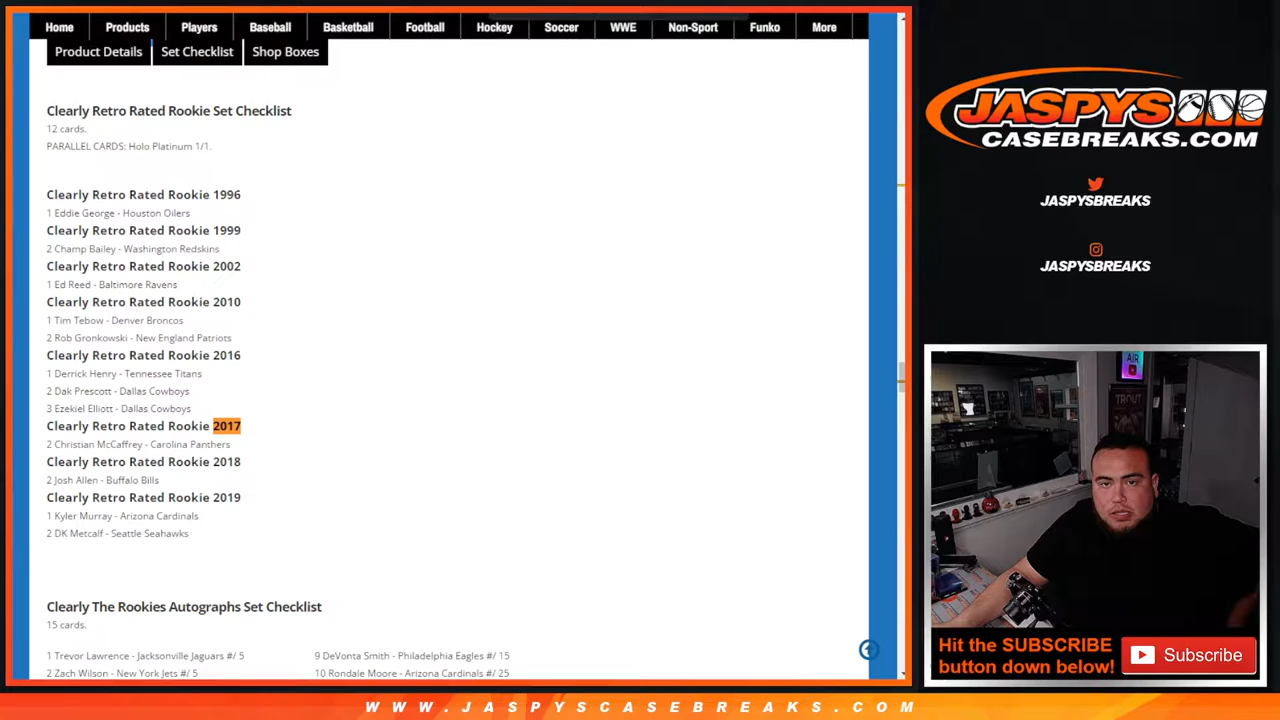 Home Products Players Baseball Basketball Football Hockey Soccer WWE Non-Sport Funko More
Product Details Set Checklist Shop Boxes
Clearly Retro Rated Rookie Set Checklist
12 cards.
PARALLEL CARDS: Holo Platinum 1/1.
Clearly Retro Rated Rookie 1996
1 Eddie George - Houston Oilers
Clearly Retro Rated Rookie 1999
2 Champ Bailey - Washington Redskins
Clearly Retro Rated Rookie 2002
1 Ed Reed - Baltimore Ravens
Clearly Retro Rated Rookie 2010
1 Tim Tebow - Denver Broncos
2 Rob Gronkowski - New England Patriots
Clearly Retro Rated Rookie 2016
1 Derrick Henry - Tennessee Titans
2 Dak Prescott - Dallas Cowboys
3 Ezekiel Elliott - Dallas Cowboys
Clearly Retro Rated Rookie 2017
2 Christian McCaffrey - Carolina Panthers
Clearly Retro Rated Rookie 2018
2 Josh Allen - Buffalo Bills
Clearly Retro Rated Rookie 2019
1 Kyler Murray - Arizona Cardinals
2 DK Metcalf - Seattle Seahawks
Clearly The Rookies Autographs Set Checklist
15 cards.
1 Trevor Lawrence - Jacksonville Jaguars #/ 5
9 DeVonta Smith - Philadelphia Eagles #/ 15
2 Zach Wilson - New York Jets #/ 5
10 Rondale Moore - Arizona Cardinals #/ 25
JASPYS
CASEBREAKS.COM
JASPYSBREAKS
JASPYSBREAKS
AIR
TROUT
Hit the SUBSCRIBE
button down below!
Subscribe
WWW.JASPYSCASEBREAKS.COM